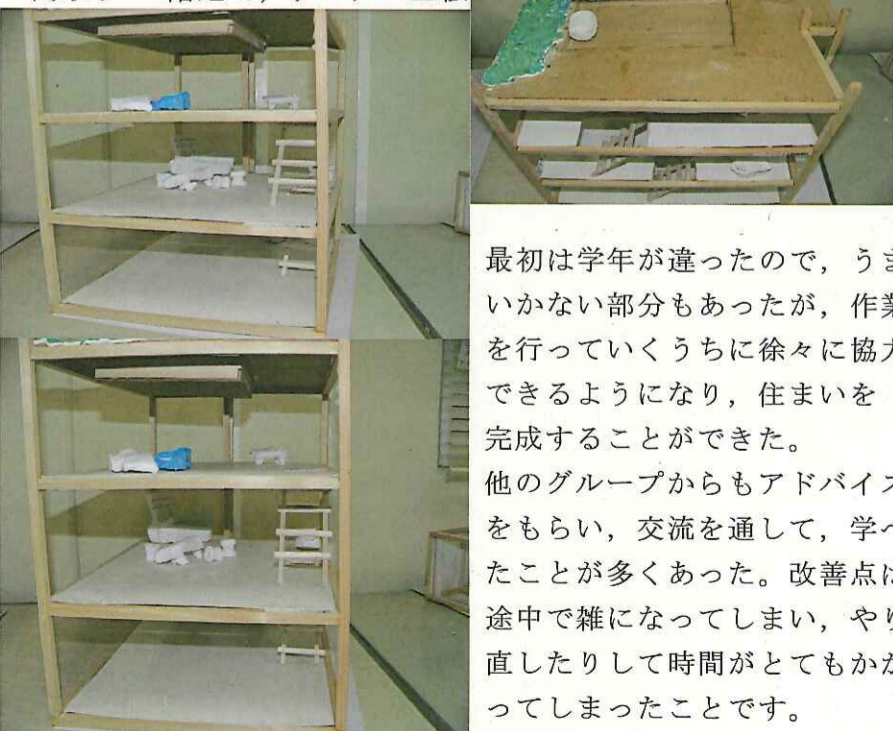 最初は学年が違ったので，うま
いかない部分もあったが，作業
を行っていくうちに徐々に協力
できるようになり，住まいを
完成することができた。
他のグループからもアドバイス
をもらい，交流を通して，学べ
たことが多くあった。改善点は
途中で雑になってしまい，やり
直したりして時間がとてもかか
ってしまったことです。